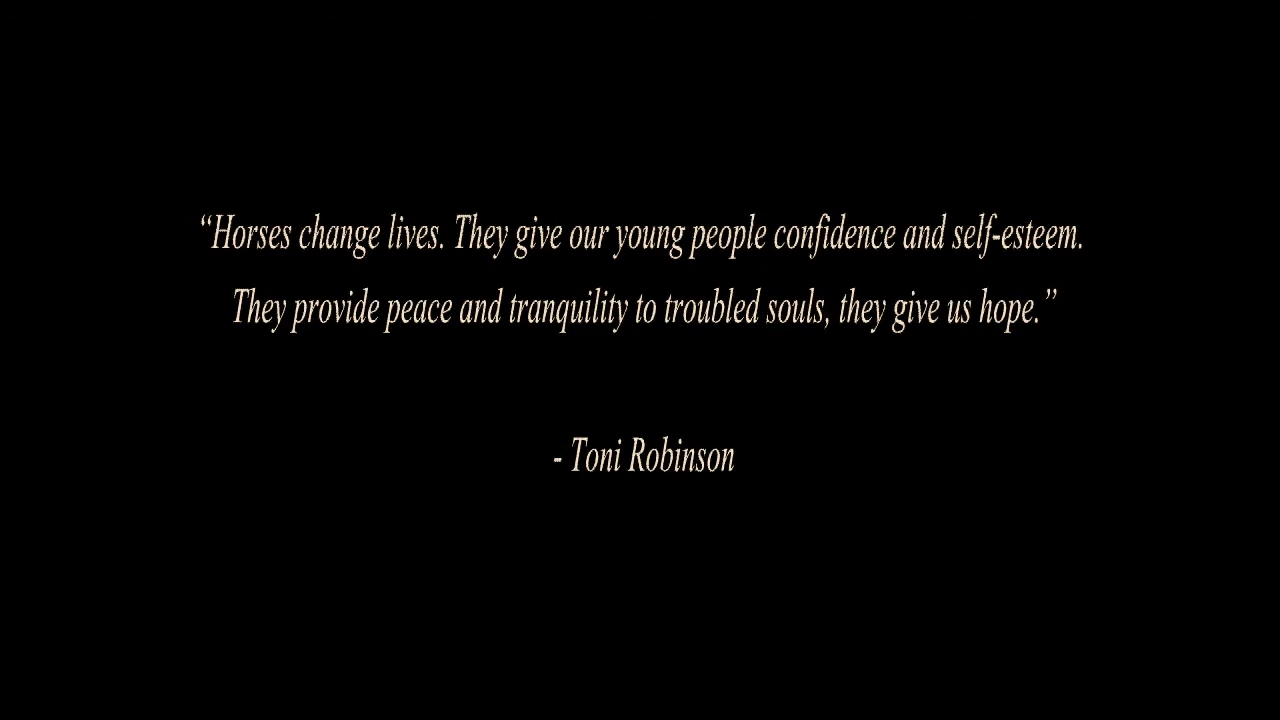 “Horses change lives. They give our young people confidence and self-esteem.
They provide peace and tranquility to troubled souls, they give us hope.”
- Toni Robinson